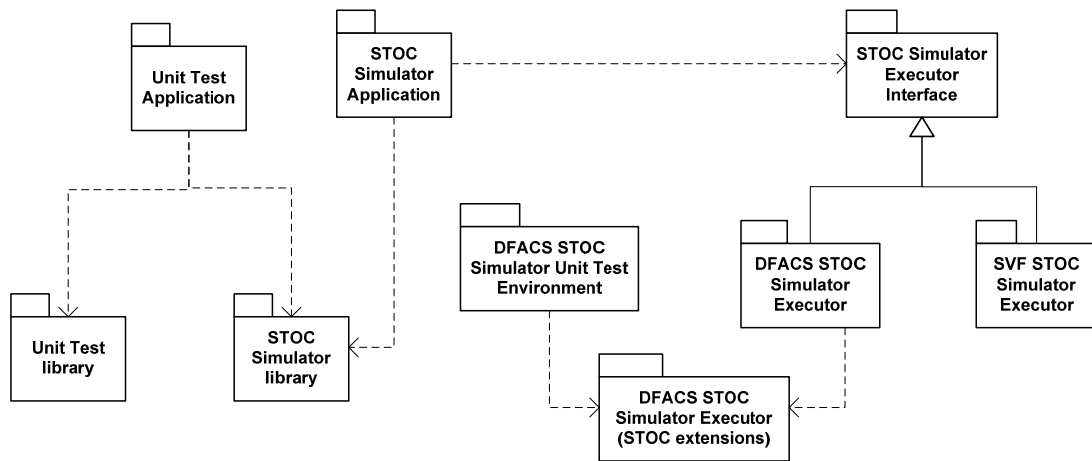 Unit Test
Application
STOC
Simulator
Application
STOC Simulator
Executor
Interface
DFACS STOC
Simulator Unit Test
Environment
DFACS STOC
Simulator
Executor
SVF STOC
Simulator
Executor
Unit Test
library
STOC
Simulator
library
DFACS STOC
Simulator Executor
(STOC extensions)